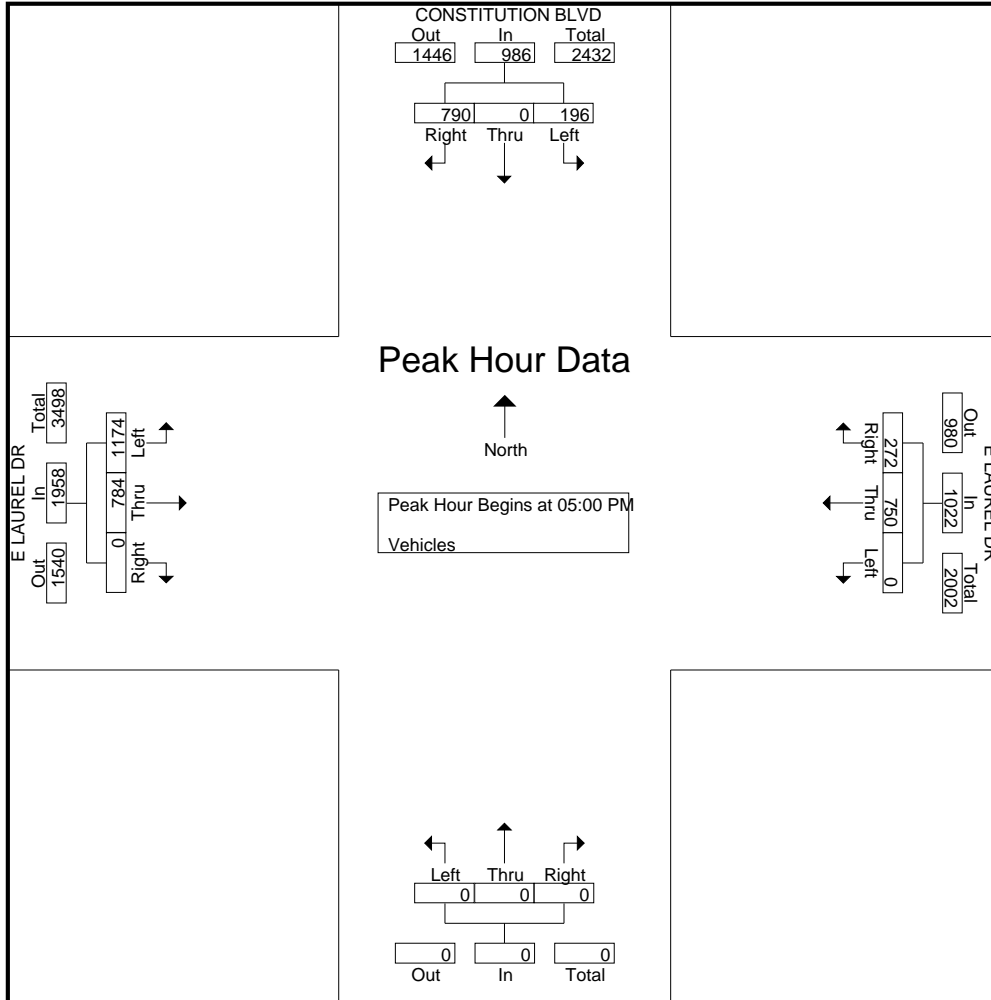 CONSTITUTION BLVD
Out In Total
1446 986 2432
790 0 196
Right Thru Left
Peak Hour Data
North
Peak Hour Begins at 05:00 PM
Vehicles
E LAUREL DR
Total In Out
3498 1958 1540
1174 784 0
Left Thru Right
E LAUREL DR
Out In Total
980 1022 2002
272 750 0
Right Thru Left
Left Thru Right
0 0 0
0 0 0
Out In Total